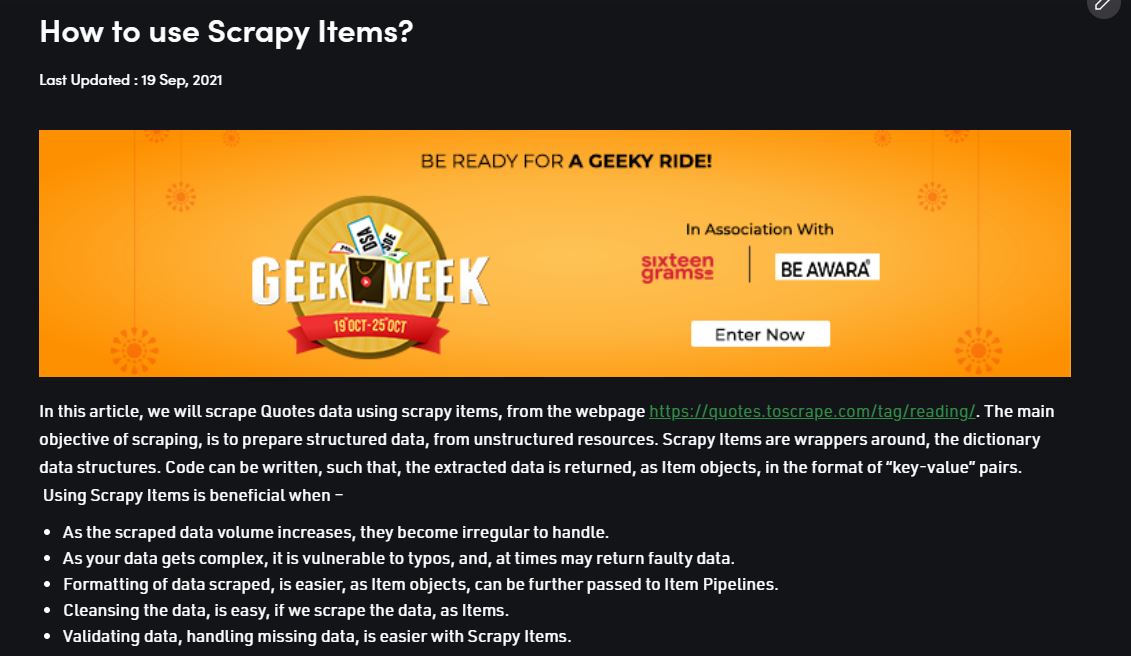 How to use Scrapy Items?
Last Updated : 19 Sep, 2021
BE READY FOR A GEEKY RIDE!
DSA
GEEK WEEK
19 OCT-25 OCT
In Association With
sixteen
grams
BE AWARA
Enter Now
In this article, we will scrape Quotes data using scrapy items, from the webpage https://quotes.toscrape.com/tag/reading/. The main
objective of scraping, is to prepare structured data, from unstructured resources. Scrapy Items are wrappers around, the dictionary
data structures. Code can be written, such that, the extracted data is returned, as Item objects, in the format of “key-value” pairs.
Using Scrapy Items is beneficial when –
• As the scraped data volume increases, they become irregular to handle.
• As your data gets complex, it is vulnerable to typos, and, at times may return faulty data.
• Formatting of data scraped, is easier, as Item objects, can be further passed to Item Pipelines.
• Cleansing the data, is easy, if we scrape the data, as Items.
• Validating data, handling missing data, is easier with Scrapy Items.